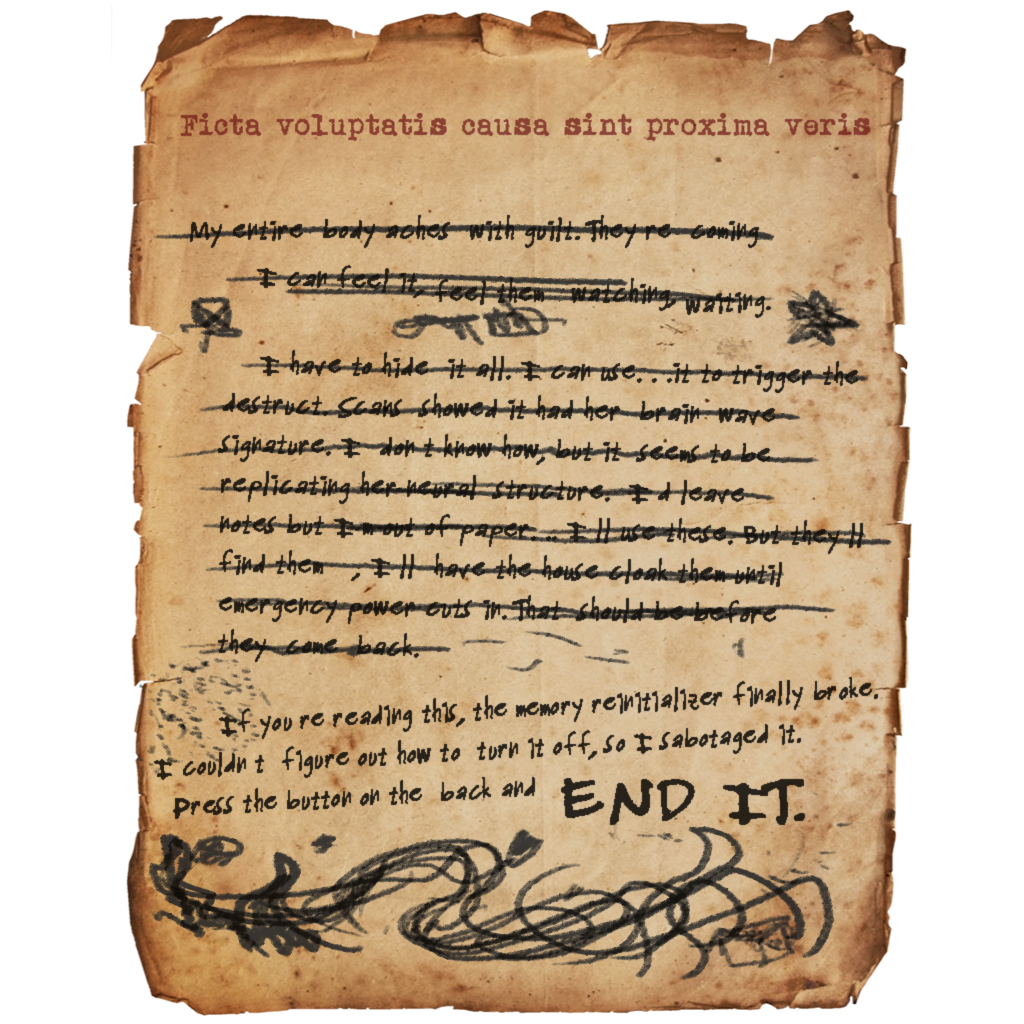 Ficta voluptatis causa sint proxima veris
My entire body aches with guilt. They re coming
I can feel it, feel them watching, waiting.
I have to hide it all. I can use. . .it to trigger the
destruct. Scans showed it had her brain wave
signature. I don t know how, but it seems to be
replicating her neural structure. I d leave
notes but I m out of paper. .. I ll use these. But they ll
find them , I ll have the house cloak them until
emergency power cuts in. That should be before
they come back.
If you re reading this, the memory reinitializer finally broke.
I couldn t figure out how to turn it off, so I sabotaged it.
Press the button on the back and END IT.